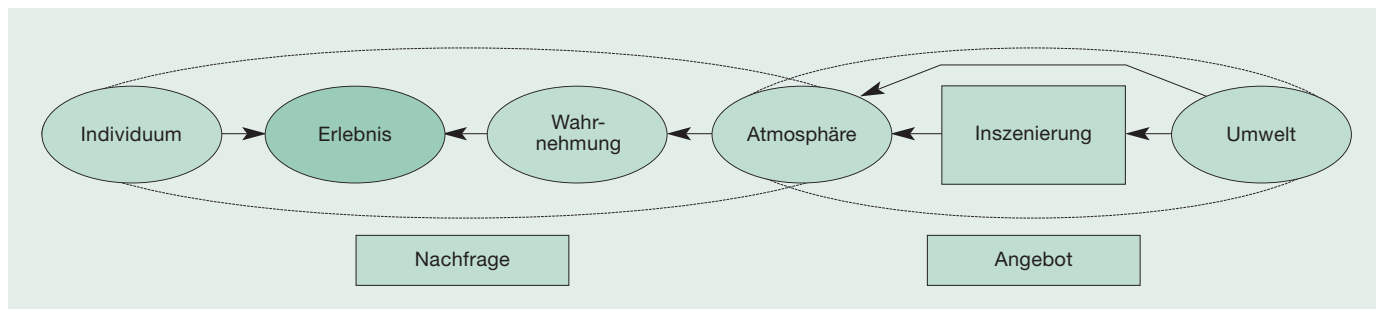 Individuum
Erlebnis
Wahr-
nehmung
Atmosphäre
Inszenierung
Umwelt
Nachfrage
Angebot